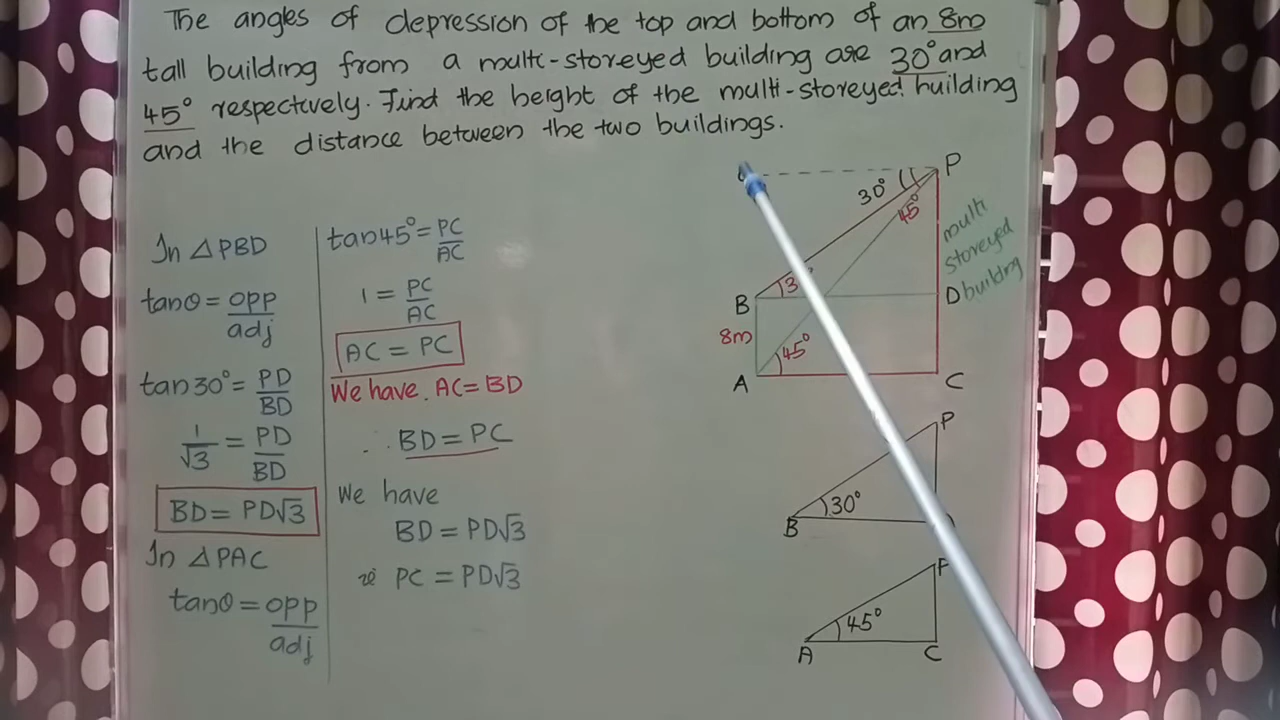 The angles of depression of the top and bottom of an 8m
tall building from a multi-storeyed building are 30° and
45° respectively. Find the height of the multi-storeyed building
and the distance between the two buildings.
In △PBD
tanθ = opp/adj
tan30° = PD/BD
1/√3 = PD/BD
BD = PD√3
In △PAC
tanθ = opp/adj
tan45° = PC/AC
1 = PC/AC
AC = PC
We have. AC = BD
∴ BD = PC
We have
BD = PD√3
ie PC = PD√3
30° P
45°
multi
storeyed
building
B D
8m
45°
A C
P
30°
B
45°
A C